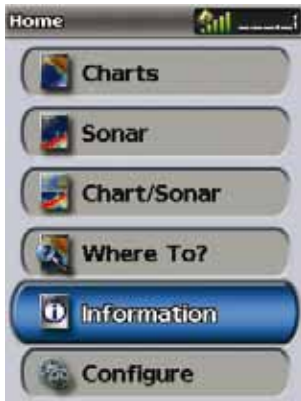 Home
Charts
Sonar
Chart/Sonar
Where To?
Information
Configure